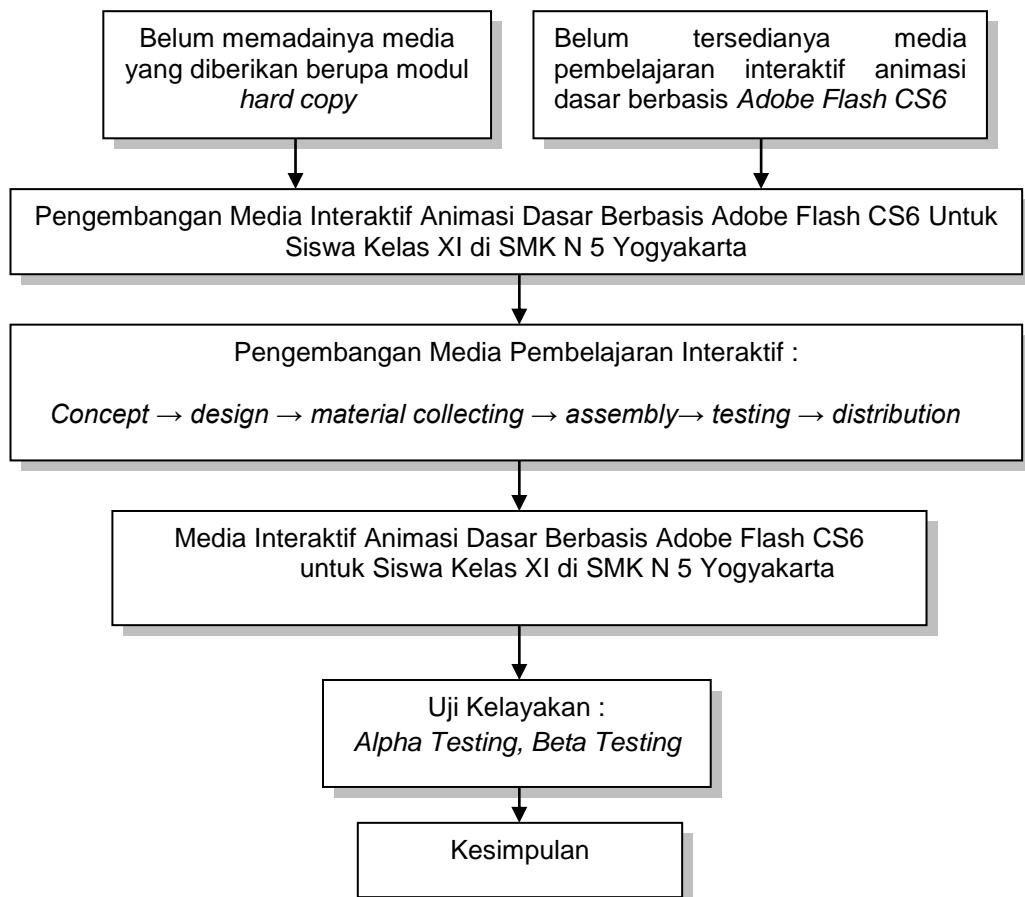 Belum memadainya media
yang diberikan berupa modul
hard copy
Belum tersedianya media
pembelajaran interaktif animasi
dasar berbasis Adobe Flash CS6
Pengembangan Media Interaktif Animasi Dasar Berbasis Adobe Flash CS6 Untuk
Siswa Kelas XI di SMK N 5 Yogyakarta
Pengembangan Media Pembelajaran Interaktif :
Concept → design → material collecting → assembly→ testing → distribution
Media Interaktif Animasi Dasar Berbasis Adobe Flash CS6
untuk Siswa Kelas XI di SMK N 5 Yogyakarta
Uji Kelayakan :
Alpha Testing, Beta Testing
Kesimpulan